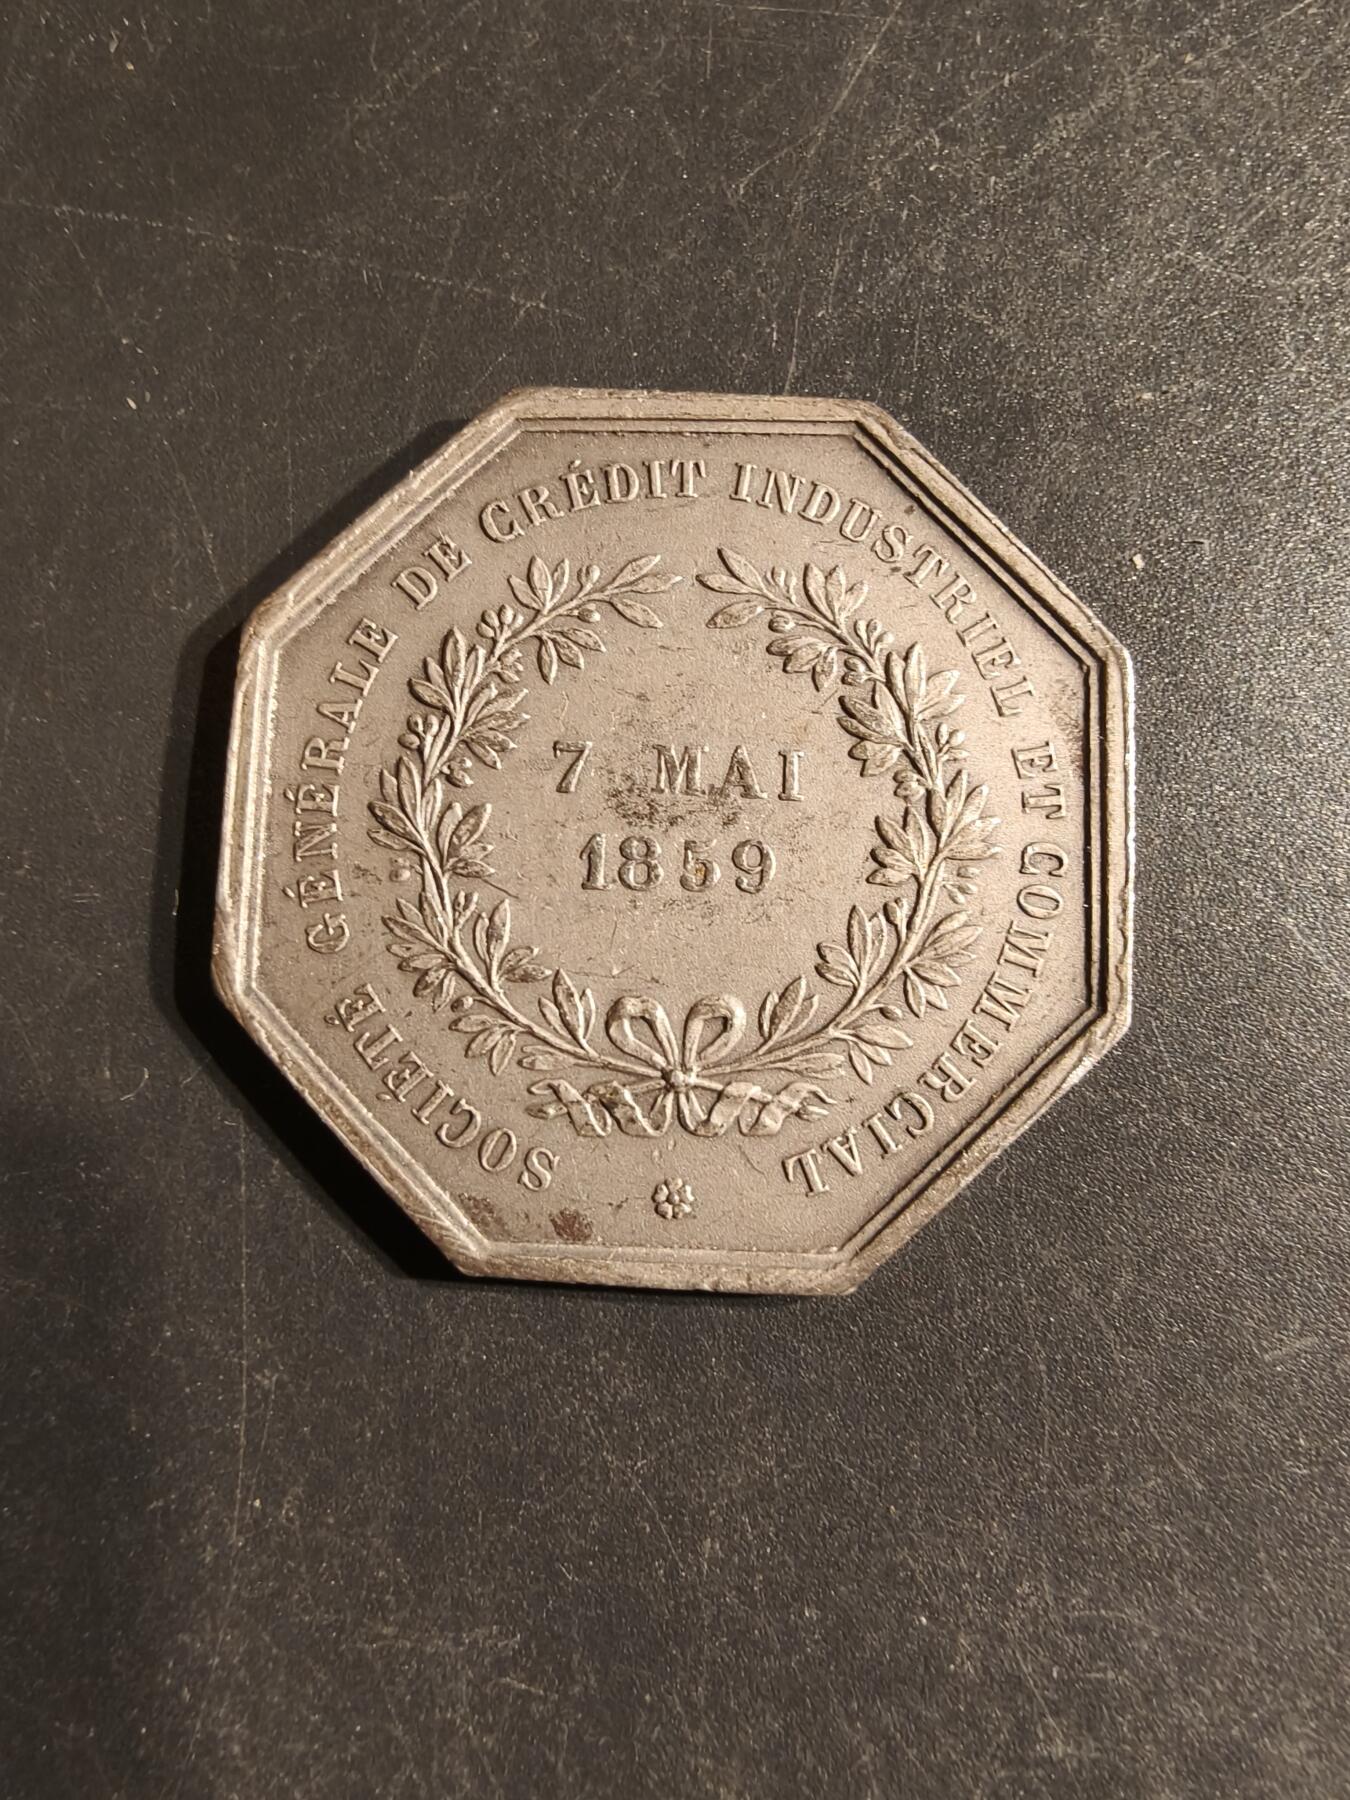 SOCIÉTÉ GÉNÉRALE DE CRÉDIT INDUSTRIEL ET COMMERCIAL
7 MAI
1859